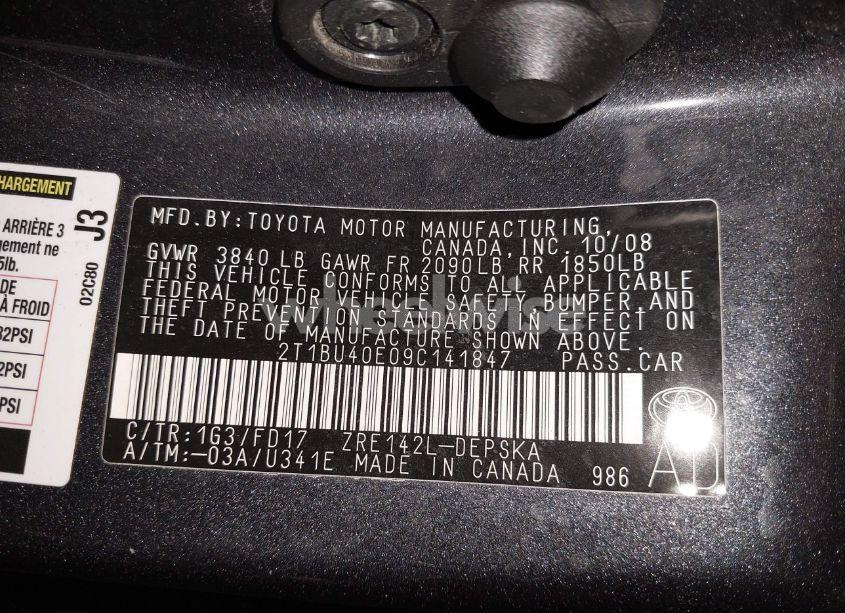 HARGEMENT
ARRIÈRE 3
gement ne
5lb.
DE
À FROID
32PSI
2PSI
PSI
J3
02C80
MFD.BY:TOYOTA MOTOR MANUFACTURING,
CANADA,INC. 10/08
GVWR 3840 LB GAWR FR 2090LB RR 1850LB
THIS VEHICLE CONFORMS TO ALL APPLICABLE
FEDERAL MOTOR VEHICLE SAFETY,BUMPER,AND
THEFT PREVENTION STANDARDS IN EFFECT ON
THE DATE OF MANUFACTURE SHOWN ABOVE.
2T1BU40E09C141847 PASS.CAR
C/TR:1G3/FD17 ZRE142L-DEPSKA
A/TM:-03A/U341E MADE IN CANADA 986
AD
wheelwise